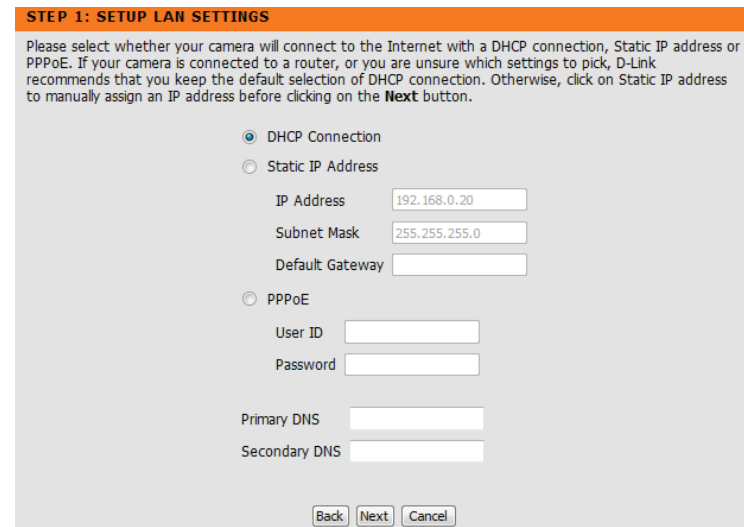 STEP 1: SETUP LAN SETTINGS
Please select whether your camera will connect to the Internet with a DHCP connection, Static IP address or
PPPoE. If your camera is connected to a router, or you are unsure which settings to pick, D-Link
recommends that you keep the default selection of DHCP connection. Otherwise, click on Static IP address
to manually assign an IP address before clicking on the Next button.
DHCP Connection
Static IP Address
IP Address 192.168.0.20
Subnet Mask 255.255.255.0
Default Gateway
PPPoE
User ID
Password
Primary DNS
Secondary DNS
Back Next Cancel